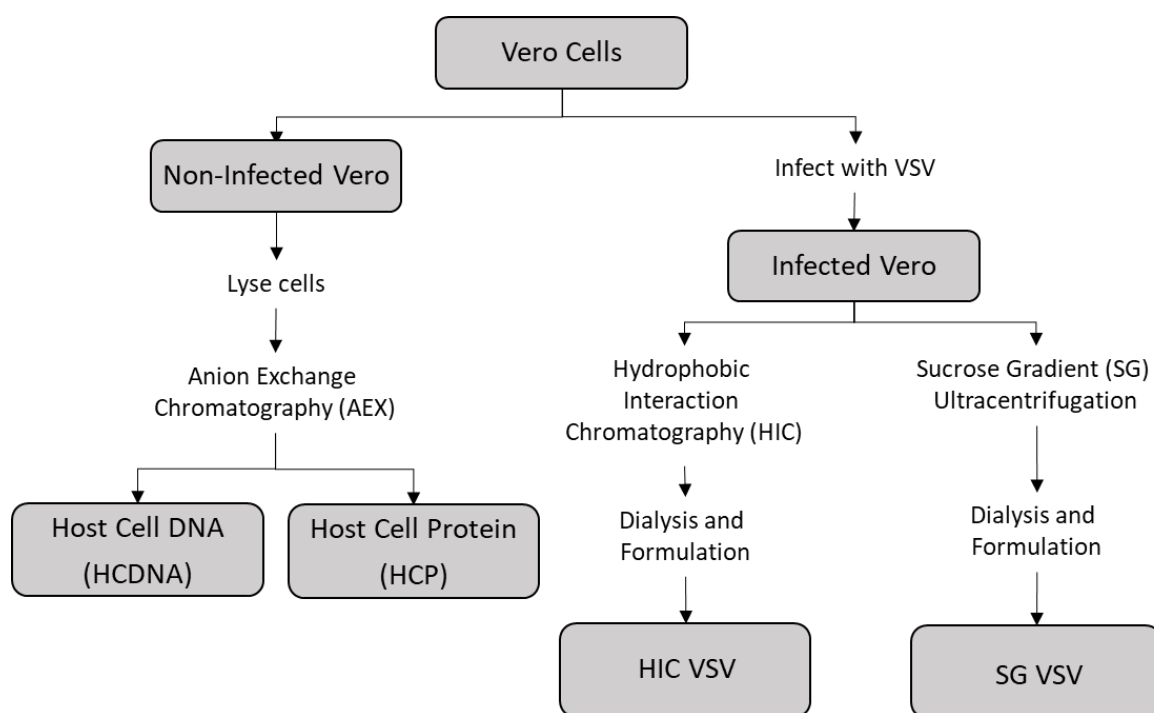 Vero Cells
Non-Infected Vero
Infect with VSV
Lyse cells
Infected Vero
Anion Exchange
Chromatography (AEX)
Hydrophobic
Interaction
Chromatography (HIC)
Sucrose Gradient (SG)
Ultracentrifugation
Host Cell DNA
(HCDNA)
Host Cell Protein
(HCP)
Dialysis and
Formulation
Dialysis and
Formulation
HIC VSV
SG VSV